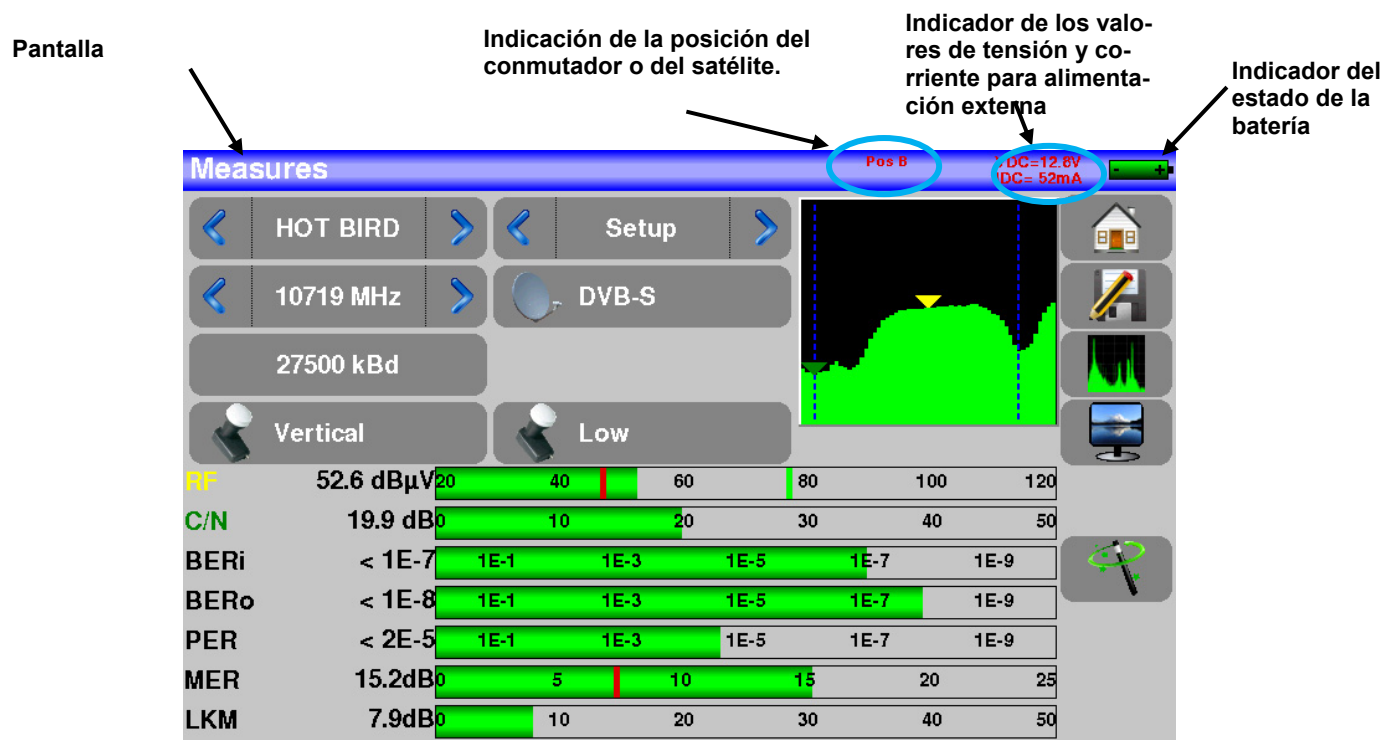 Pantalla
Indicación de la posición del
conmutador o del satélite.
Indicador de los valo-
res de tensión y co-
rriente para alimenta-
ción externa
Indicador del
estado de la
batería
Measures
Pos B
VDC=12.8V
IDC= 52mA
- +
HOT BIRD
Setup
10719 MHz
DVB-S
27500 kBd
Vertical
Low
RF 52.6 dBµV 20 40 60 80 100 120
C/N 19.9 dB 0 10 20 30 40 50
BERi < 1E-7 1E-1 1E-3 1E-5 1E-7 1E-9
BERo < 1E-8 1E-1 1E-3 1E-5 1E-7 1E-9
PER < 2E-5 1E-1 1E-3 1E-5 1E-7 1E-9
MER 15.2dB 0 5 10 15 20 25
LKM 7.9dB 0 10 20 30 40 50